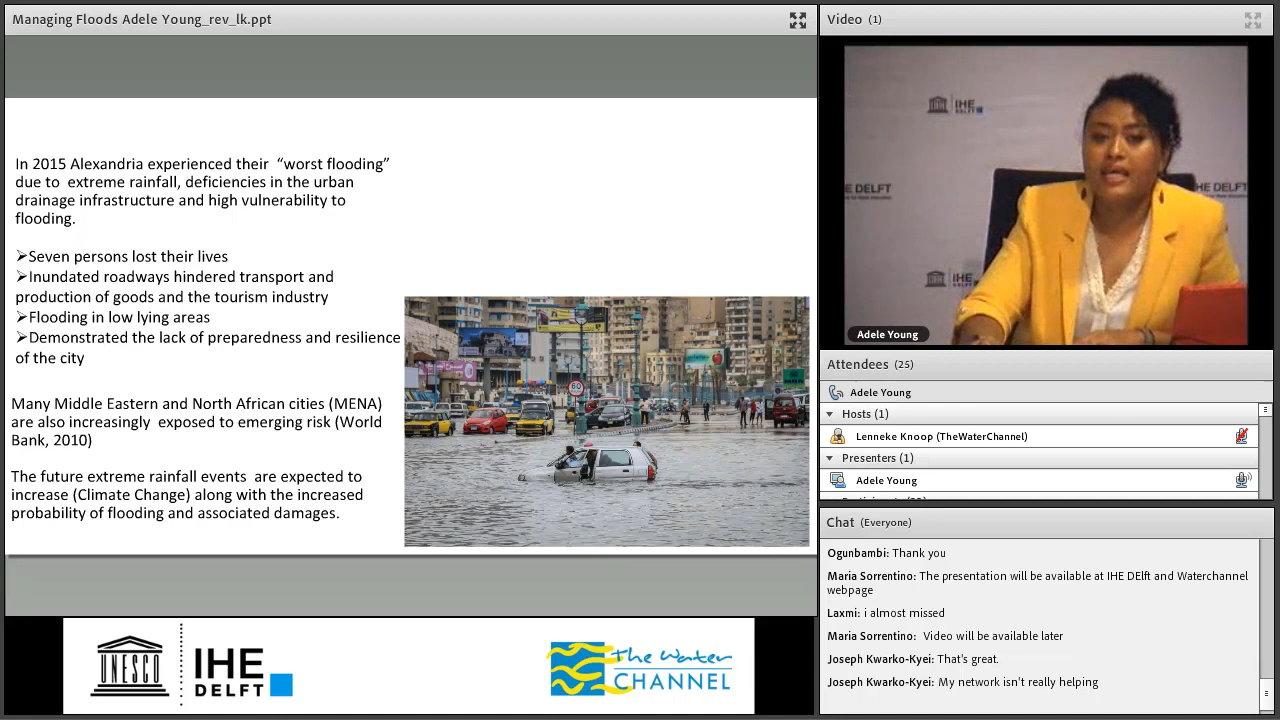 Managing Floods Adele Young_rev_lk.ppt
In 2015 Alexandria experienced their “worst flooding”
due to extreme rainfall, deficiencies in the urban
drainage infrastructure and high vulnerability to
flooding.
➢Seven persons lost their lives
➢Inundated roadways hindered transport and
production of goods and the tourism industry
➢Flooding in low lying areas
➢Demonstrated the lack of preparedness and resilience
of the city
Many Middle Eastern and North African cities (MENA)
are also increasingly exposed to emerging risk (World
Bank, 2010)
The future extreme rainfall events are expected to
increase (Climate Change) along with the increased
probability of flooding and associated damages.
60
UNESCO
IHE
DELFT
The Water
CHANNEL
Video (1)
IHE
IHE DELFT
IHE DELFT
IHE
Adele Young
Attendees (25)
Adele Young
Hosts (1)
Lenneke Knoop (TheWaterChannel)
Presenters (1)
Adele Young
Chat (Everyone)
Ogunbambi: Thank you
Maria Sorrentino: The presentation will be available at IHE DElft and Waterchannel
webpage
Laxmi: i almost missed
Maria Sorrentino: Video will be available later
Joseph Kwarko-Kyei: That's great.
Joseph Kwarko-Kyei: My network isn't really helping